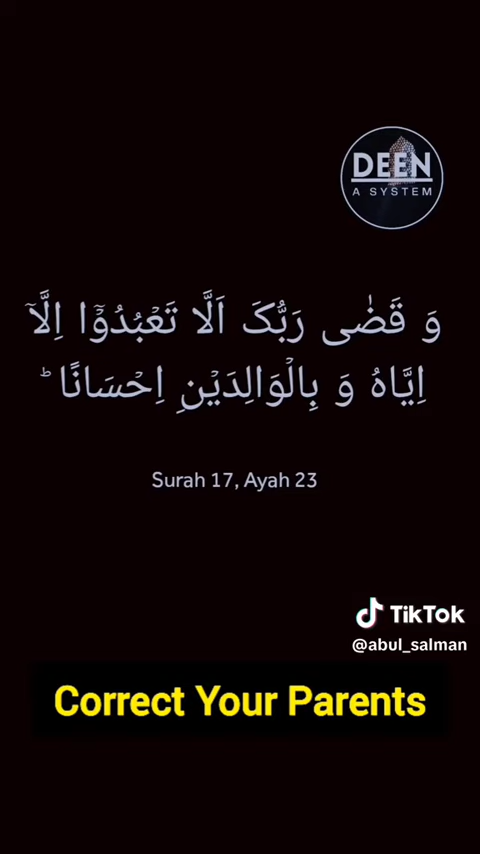 DEEN
A SYSTEM
وَ قَضٰی رَبُّکَ اَلَّا تَعۡبُدُوۡۤا اِلَّاۤ
اِیَّاہُ وَ بِالۡوَالِدَیۡنِ اِحۡسَانًا ؕ
Surah 17, Ayah 23
TikTok
@abul_salman
Correct Your Parents